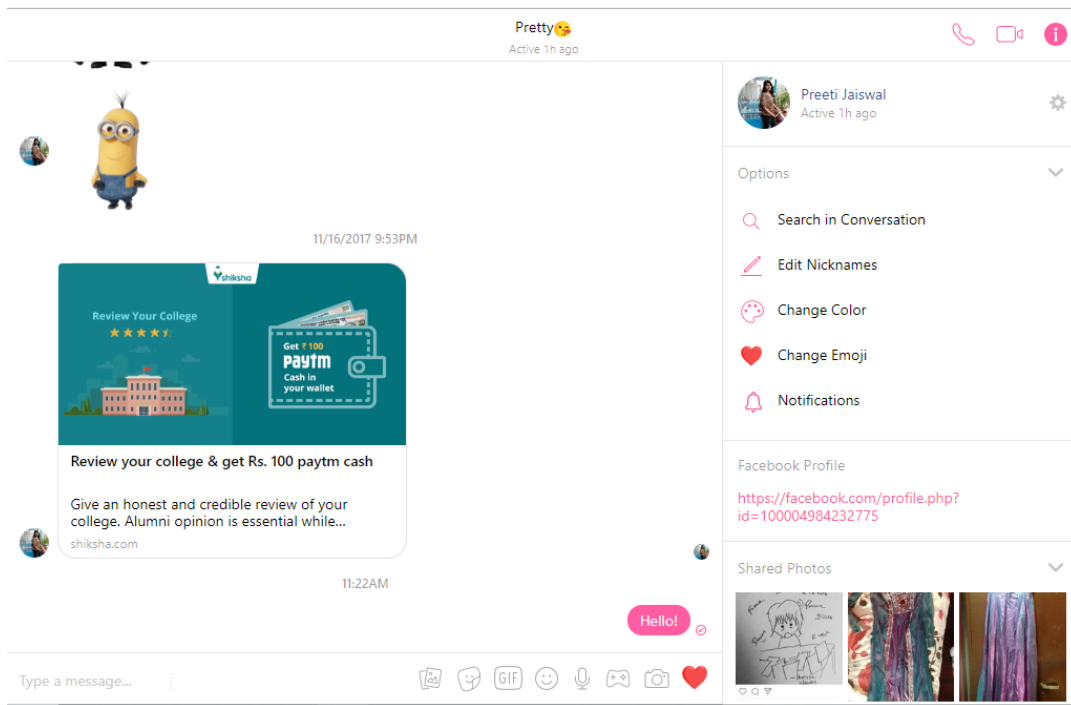 Pretty😘
Active 1h ago
11/16/2017 9:53PM
shiksha
Review Your College
Get ₹ 100
paytm
Cash in
your wallet
Review your college & get Rs. 100 paytm cash
Give an honest and credible review of your
college. Alumni opinion is essential while...
shiksha.com
11:22AM
Hello!
Type a message...
GIF
Preeti Jaiswal
Active 1h ago
Options
Search in Conversation
Edit Nicknames
Change Color
Change Emoji
Notifications
Facebook Profile
https://facebook.com/profile.php?
id=100004984232775
Shared Photos